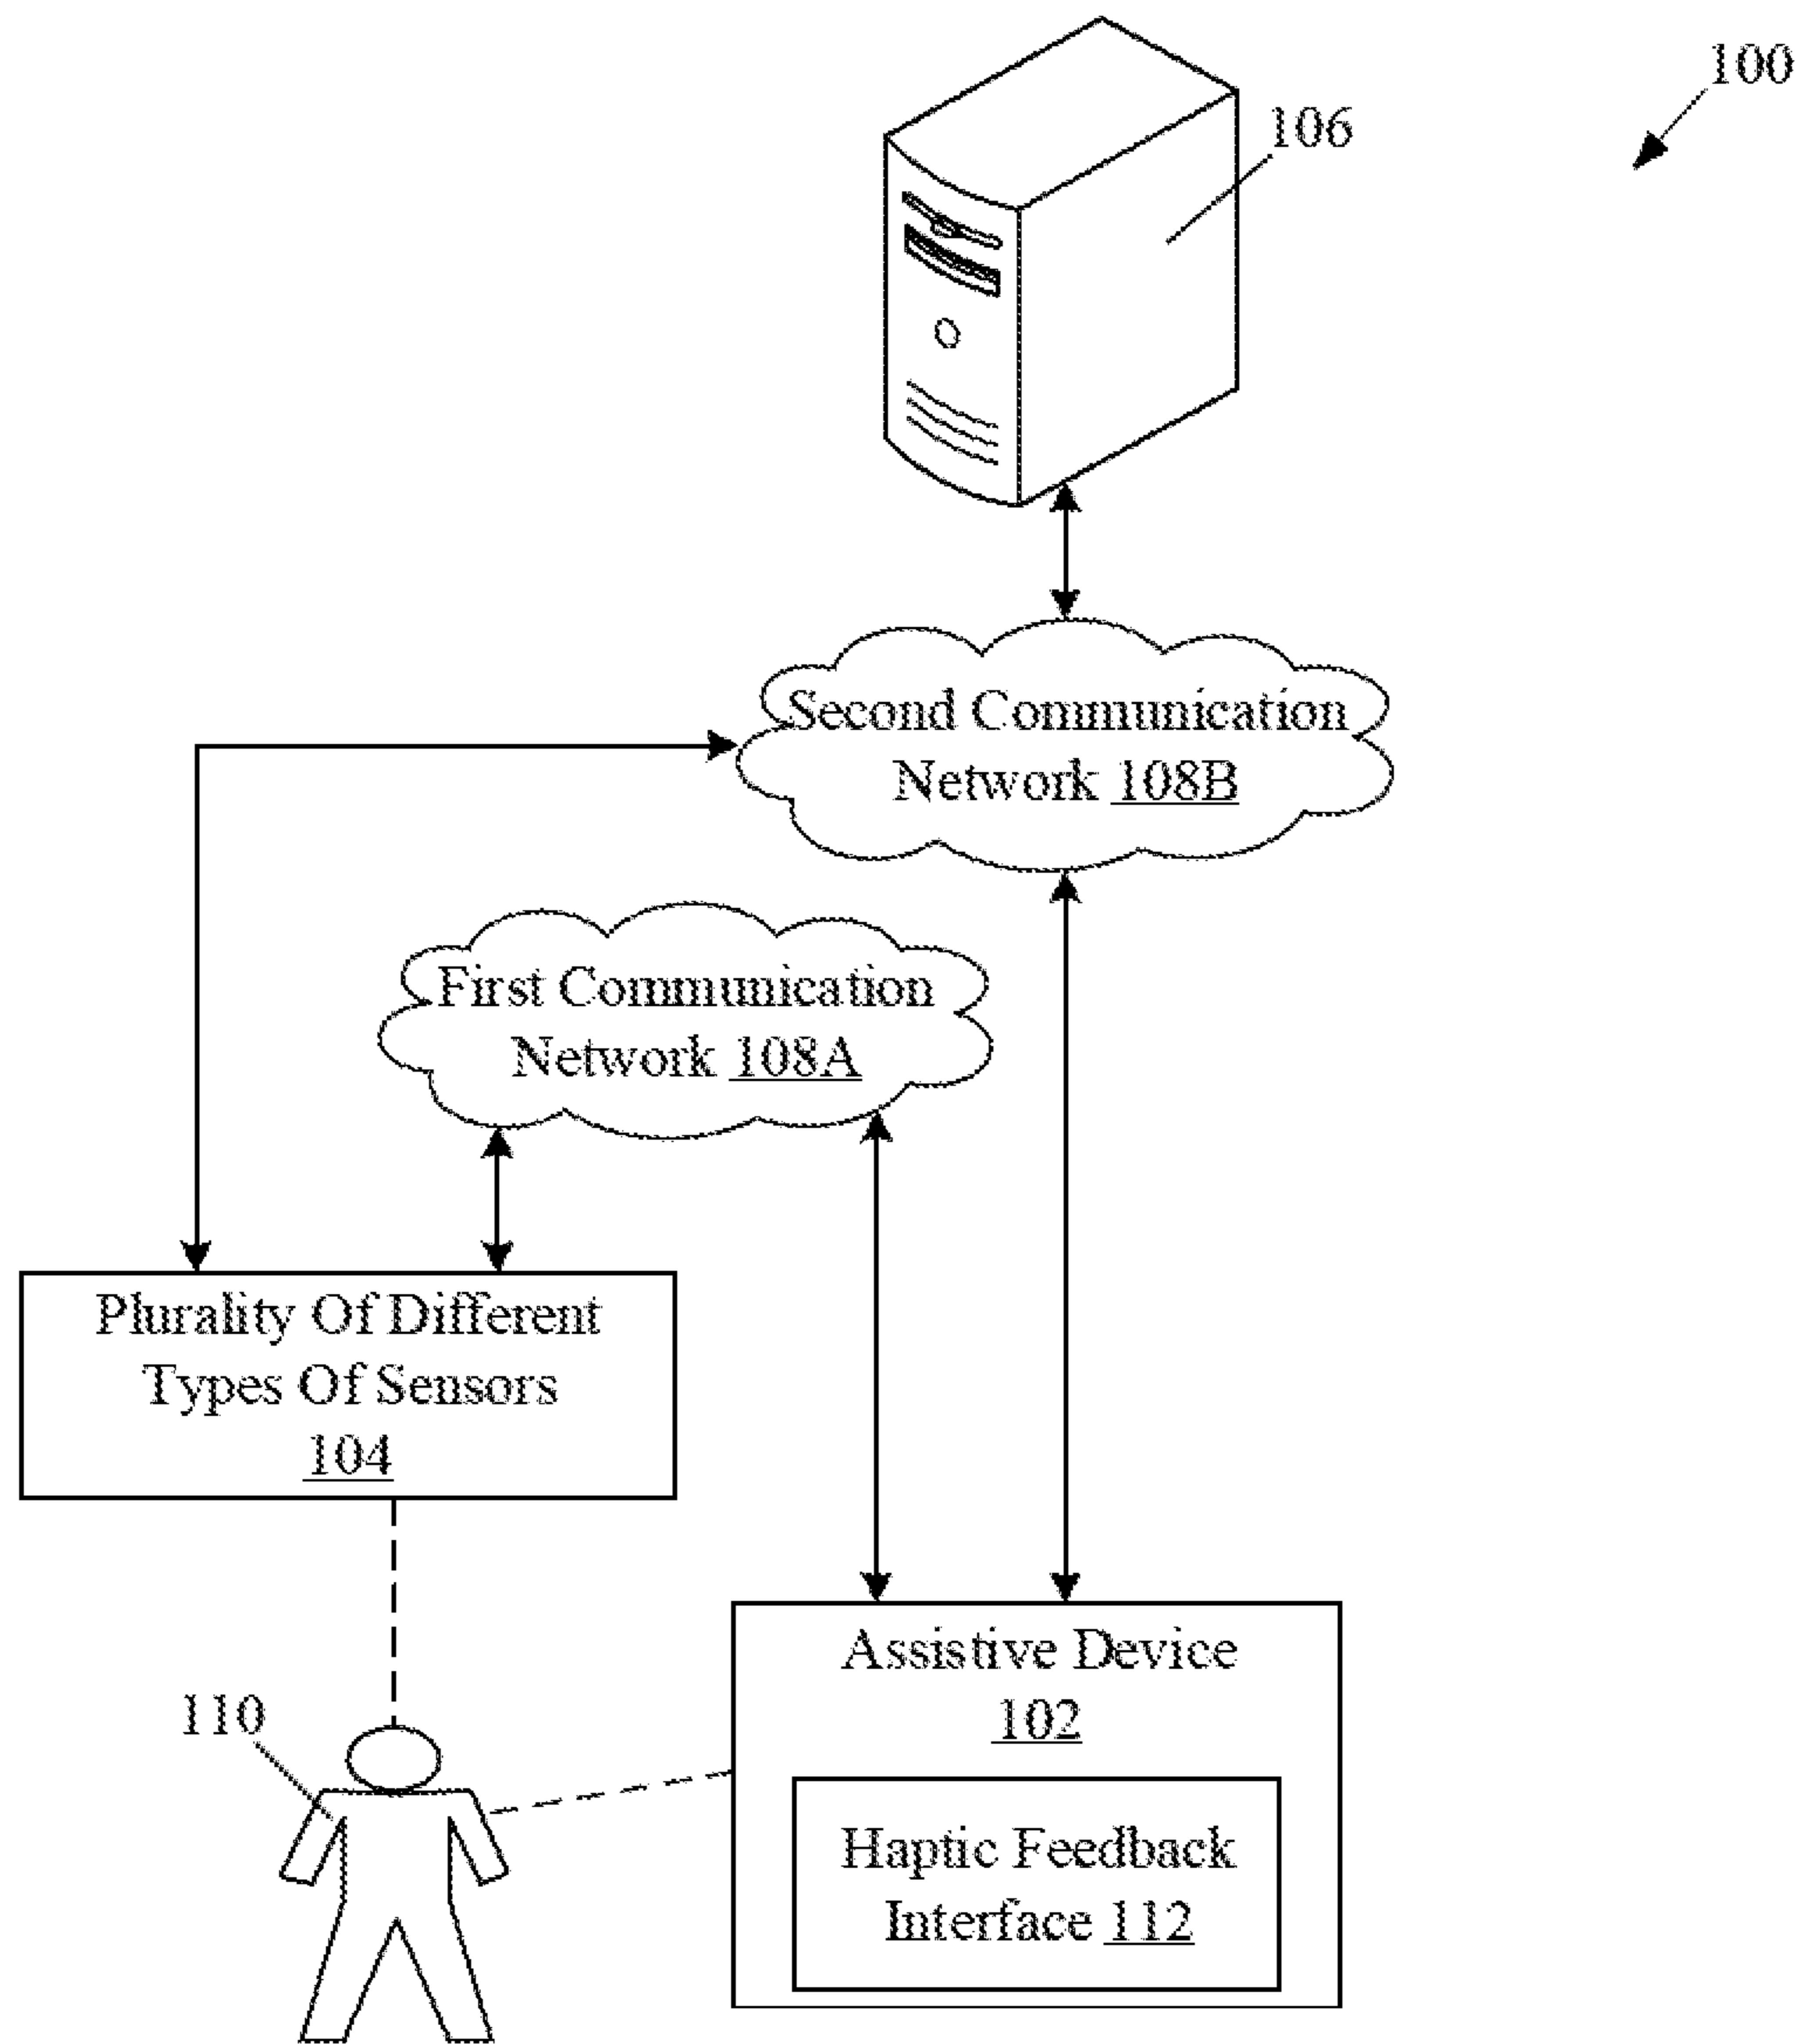 100
106
Second Communication
Network 108B
First Communication
Network 108A
Plurality Of Different
Types Of Sensors
104
Assistive Device
102
110
Haptic Feedback
Interface 112